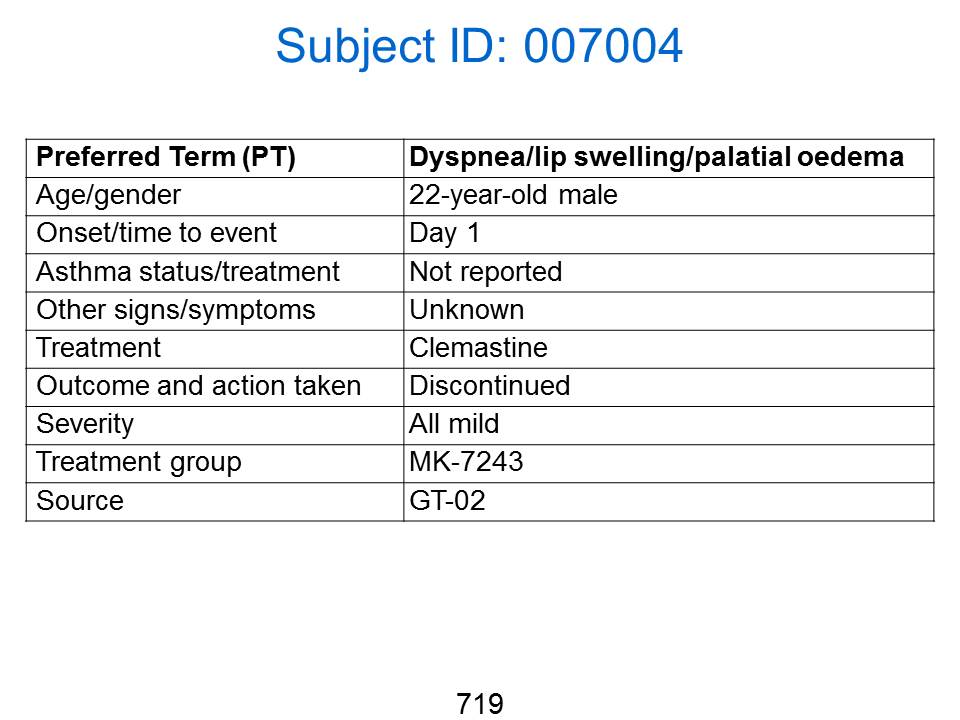 Subject ID: 007004
Preferred Term (PT) Dyspnea/lip swelling/palatial oedema
Age/gender 22-year-old male
Onset/time to event Day 1
Asthma status/treatment Not reported
Other signs/symptoms Unknown
Treatment Clemastine
Outcome and action taken Discontinued
Severity All mild
Treatment group MK-7243
Source GT-02
719